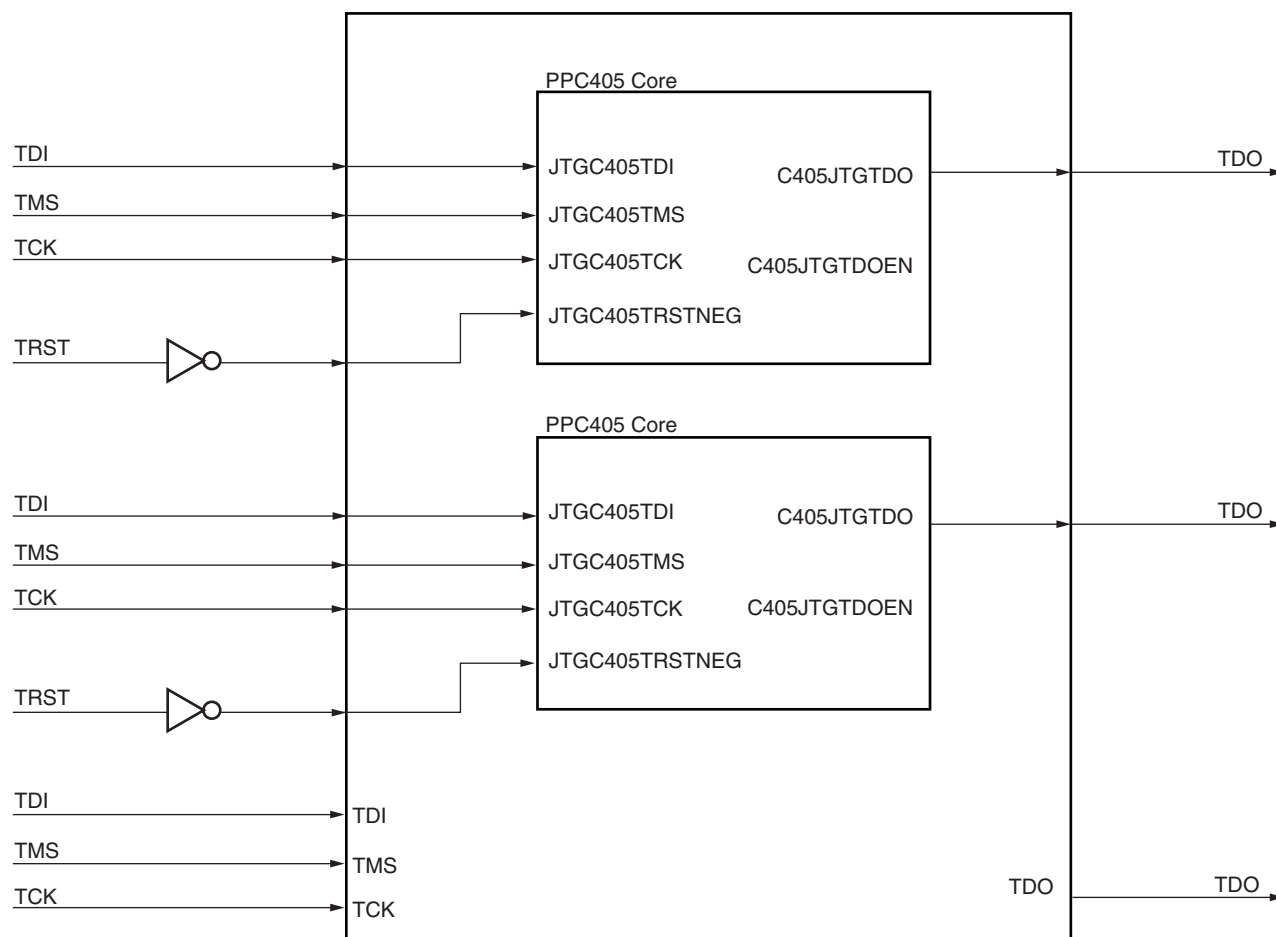 PPC405 Core
TDI
JTGC405TDI
C405JTGTDO
TDO
TMS
JTGC405TMS
TCK
JTGC405TCK
C405JTGTDOEN
JTGC405TRSTNEG
TRST
PPC405 Core
TDI
JTGC405TDI
C405JTGTDO
TDO
TMS
JTGC405TMS
TCK
JTGC405TCK
C405JTGTDOEN
JTGC405TRSTNEG
TRST
TDI
TDI
TMS
TMS
TCK
TCK
TDO
TDO